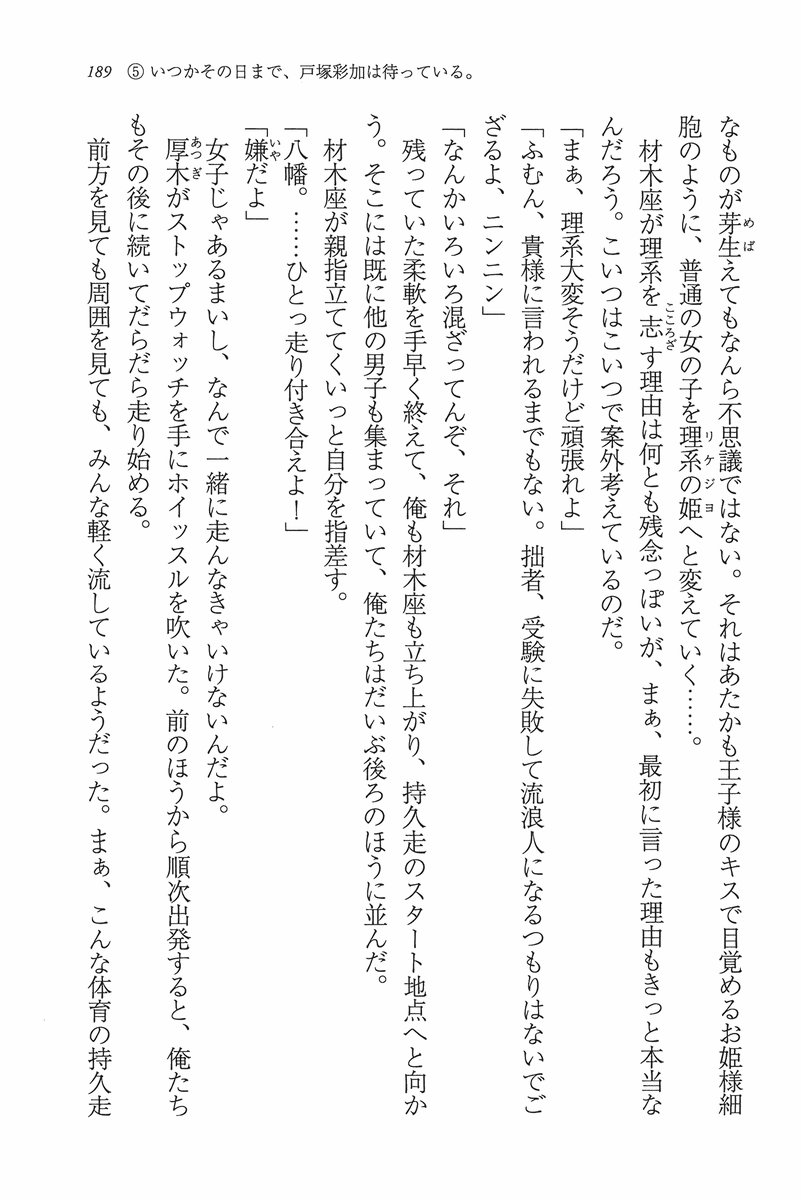 189 ⑤ いつかその日まで、戸塚彩加は待っている。
なものが芽生えてもなんら不思議ではない。それはあたかも王子様のキスで目覚めるお姫様細
めば
胞のように、普通の女の子を理系の姫へと変えていく……。
リケジョ
材木座が理系を志す理由は何とも残念っぽいが、まぁ、最初に言った理由もきっと本当な
こころざ
んだろう。こいつはこいつで案外考えているのだ。
「まぁ、理系大変そうだけど頑張れよ」
「ふむん、貴様に言われるまでもない。拙者、受験に失敗して流浪人になるつもりはないでご
ざるよ、ニンニン」
「なんかいろいろ混ざってんぞ、それ」
残っていた柔軟を手早く終えて、俺も材木座も立ち上がり、持久走のスタート地点へと向か
う。そこには既に他の男子も集まっていて、俺たちはだいぶ後ろのほうに並んだ。
材木座が親指立ててくいっと自分を指差す。
「八幡。……ひとっ走り付き合えよ！」
「嫌だよ」
いや
女子じゃあるまいし、なんで一緒に走んなきゃいけないんだよ。
厚木がストップウォッチを手にホイッスルを吹いた。前のほうから順次出発すると、俺たち
あつぎ
もその後に続いてだらだら走り始める。
前方を見ても周囲を見ても、みんな軽く流しているようだった。まぁ、こんな体育の持久走